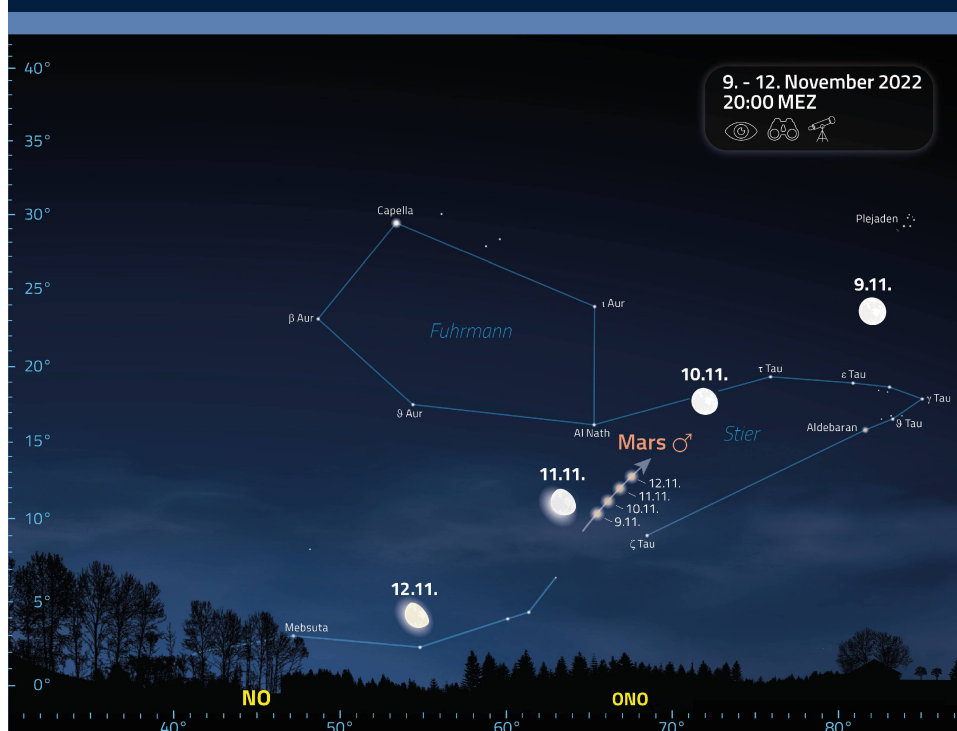 40°
9. - 12. November 2022
20:00 MEZ
35°
30°
Capella
Plejaden
25°
9.11.
ι Aur
β Aur
Fuhrmann
20°
10.11.
τ Tau
ε Tau
γ Tau
ϑ Aur
Al Nath
Stier
Aldebaran
ϑ Tau
15°
Mars ♂
11.11.
12.11.
11.11.
10.11.
9.11.
10°
ζ Tau
12.11.
5°
Mebsuta
0°
NO
ONO
40°
50°
60°
70°
80°